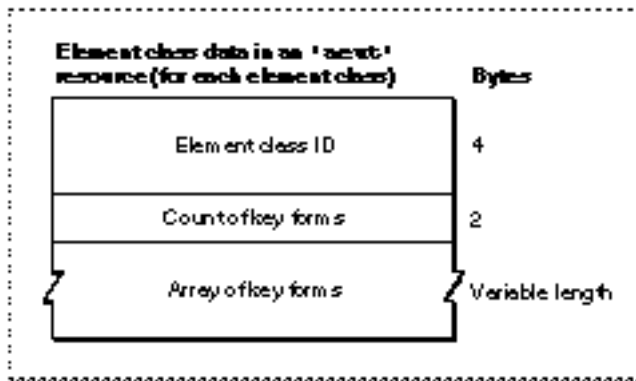 Element class data in an 'aeut'
resource (for each element class)
Bytes
Element class ID
4
Count of key forms
2
Array of key forms
Variable length